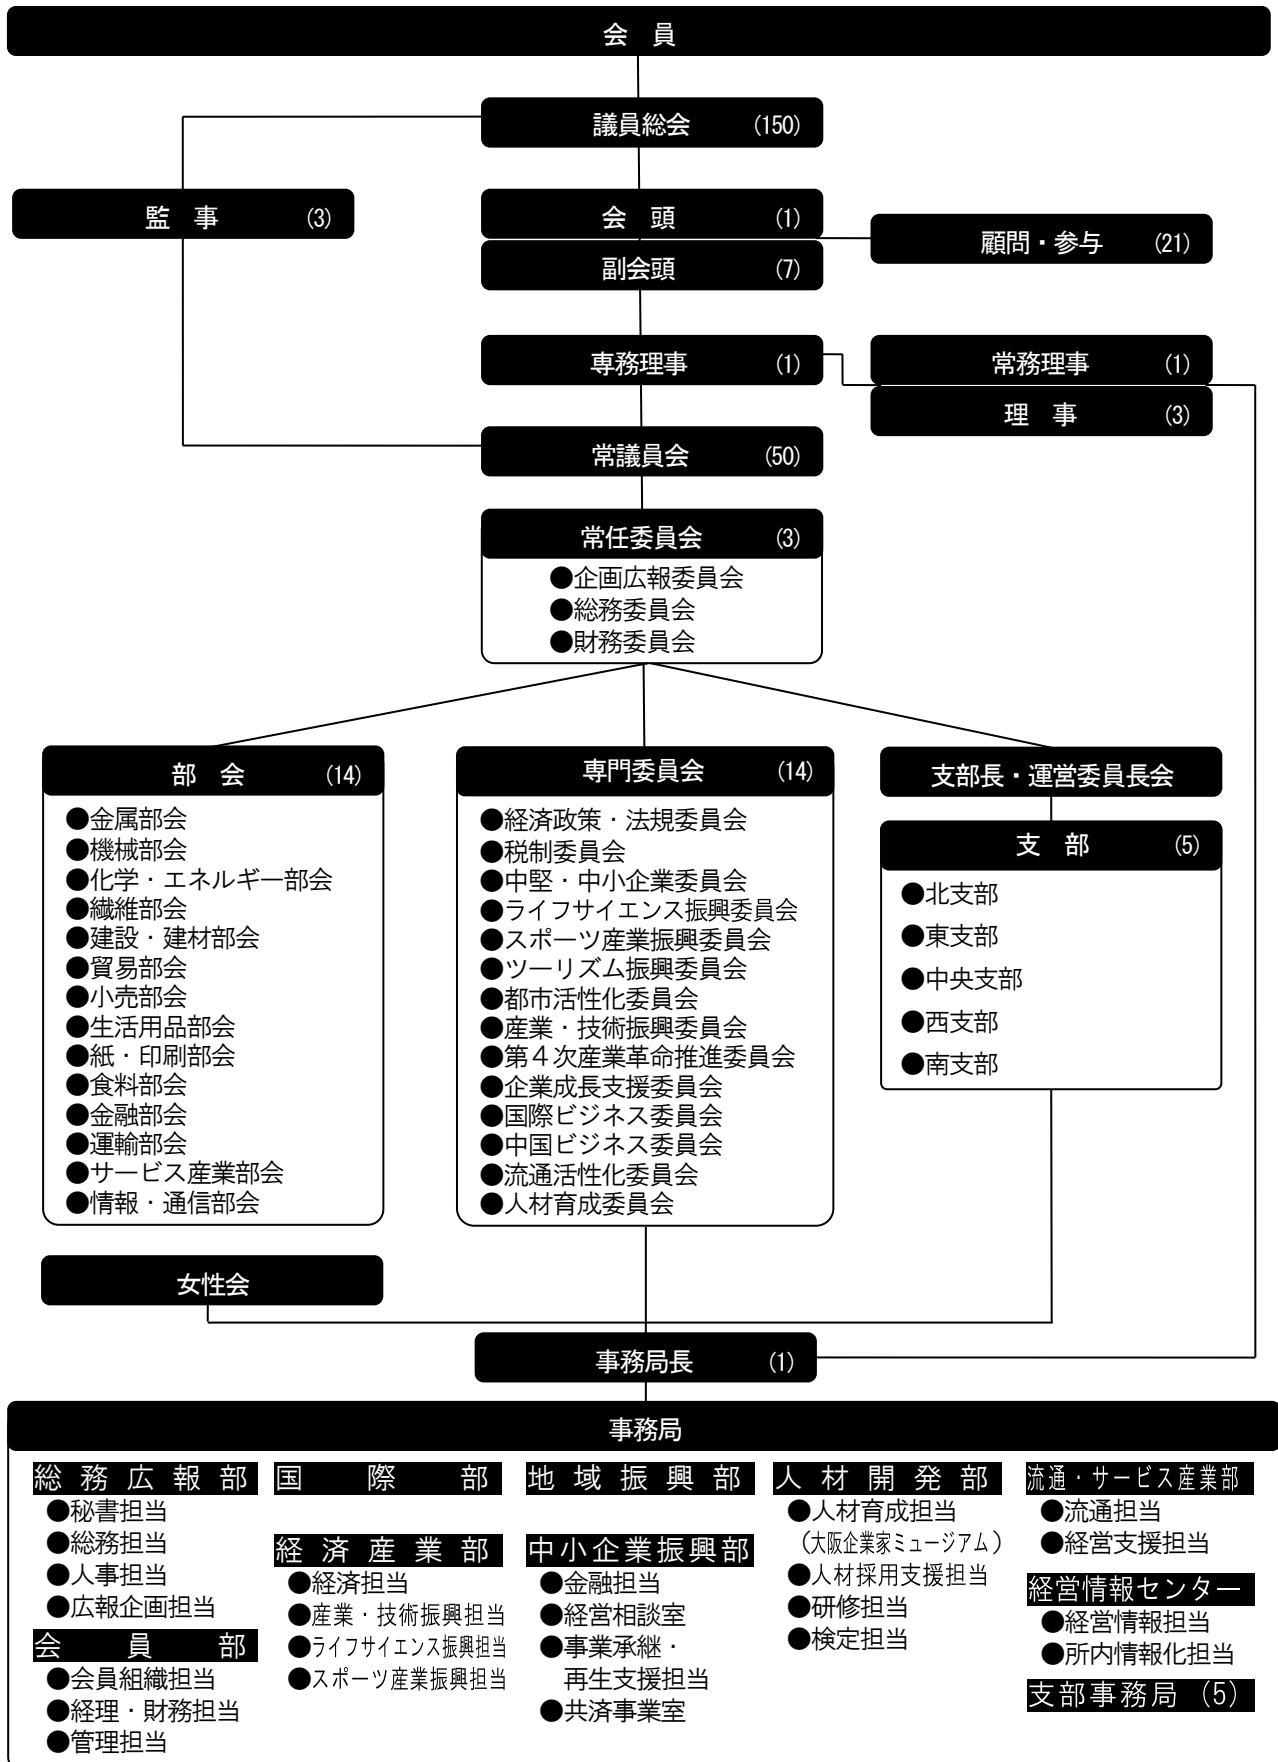 会　員
議員総会　(150)
監　事　(3)
会　頭　(1)
副会頭　(7)
顧問・参与　(21)
専務理事　(1)
常務理事　(1)
理　事　(3)
常議員会　(50)
常任委員会　(3)
●企画広報委員会
●総務委員会
●財務委員会
部　会　(14)
●金属部会
●機械部会
●化学・エネルギー部会
●繊維部会
●建設・建材部会
●貿易部会
●小売部会
●生活用品部会
●紙・印刷部会
●食料部会
●金融部会
●運輸部会
●サービス産業部会
●情報・通信部会
専門委員会　(14)
●経済政策・法規委員会
●税制委員会
●中堅・中小企業委員会
●ライフサイエンス振興委員会
●スポーツ産業振興委員会
●ツーリズム振興委員会
●都市活性化委員会
●産業・技術振興委員会
●第４次産業革命推進委員会
●企業成長支援委員会
●国際ビジネス委員会
●中国ビジネス委員会
●流通活性化委員会
●人材育成委員会
支部長・運営委員長会
支　部　(5)
●北支部
●東支部
●中央支部
●西支部
●南支部
女性会
事務局長　(1)
事務局
総務広報部
●秘書担当
●総務担当
●人事担当
●広報企画担当
会員部
●会員組織担当
●経理・財務担当
●管理担当
国際部
経済産業部
●経済担当
●産業・技術振興担当
●ライフサイエンス振興担当
●スポーツ産業振興担当
地域振興部
中小企業振興部
●金融担当
●経営相談室
●事業承継・
再生支援担当
●共済事業室
人材開発部
●人材育成担当
（大阪企業家ミュージアム）
●人材採用支援担当
●研修担当
●検定担当
流通・サービス産業部
●流通担当
●経営支援担当
経営情報センター
●経営情報担当
●所内情報化担当
支部事務局（5）